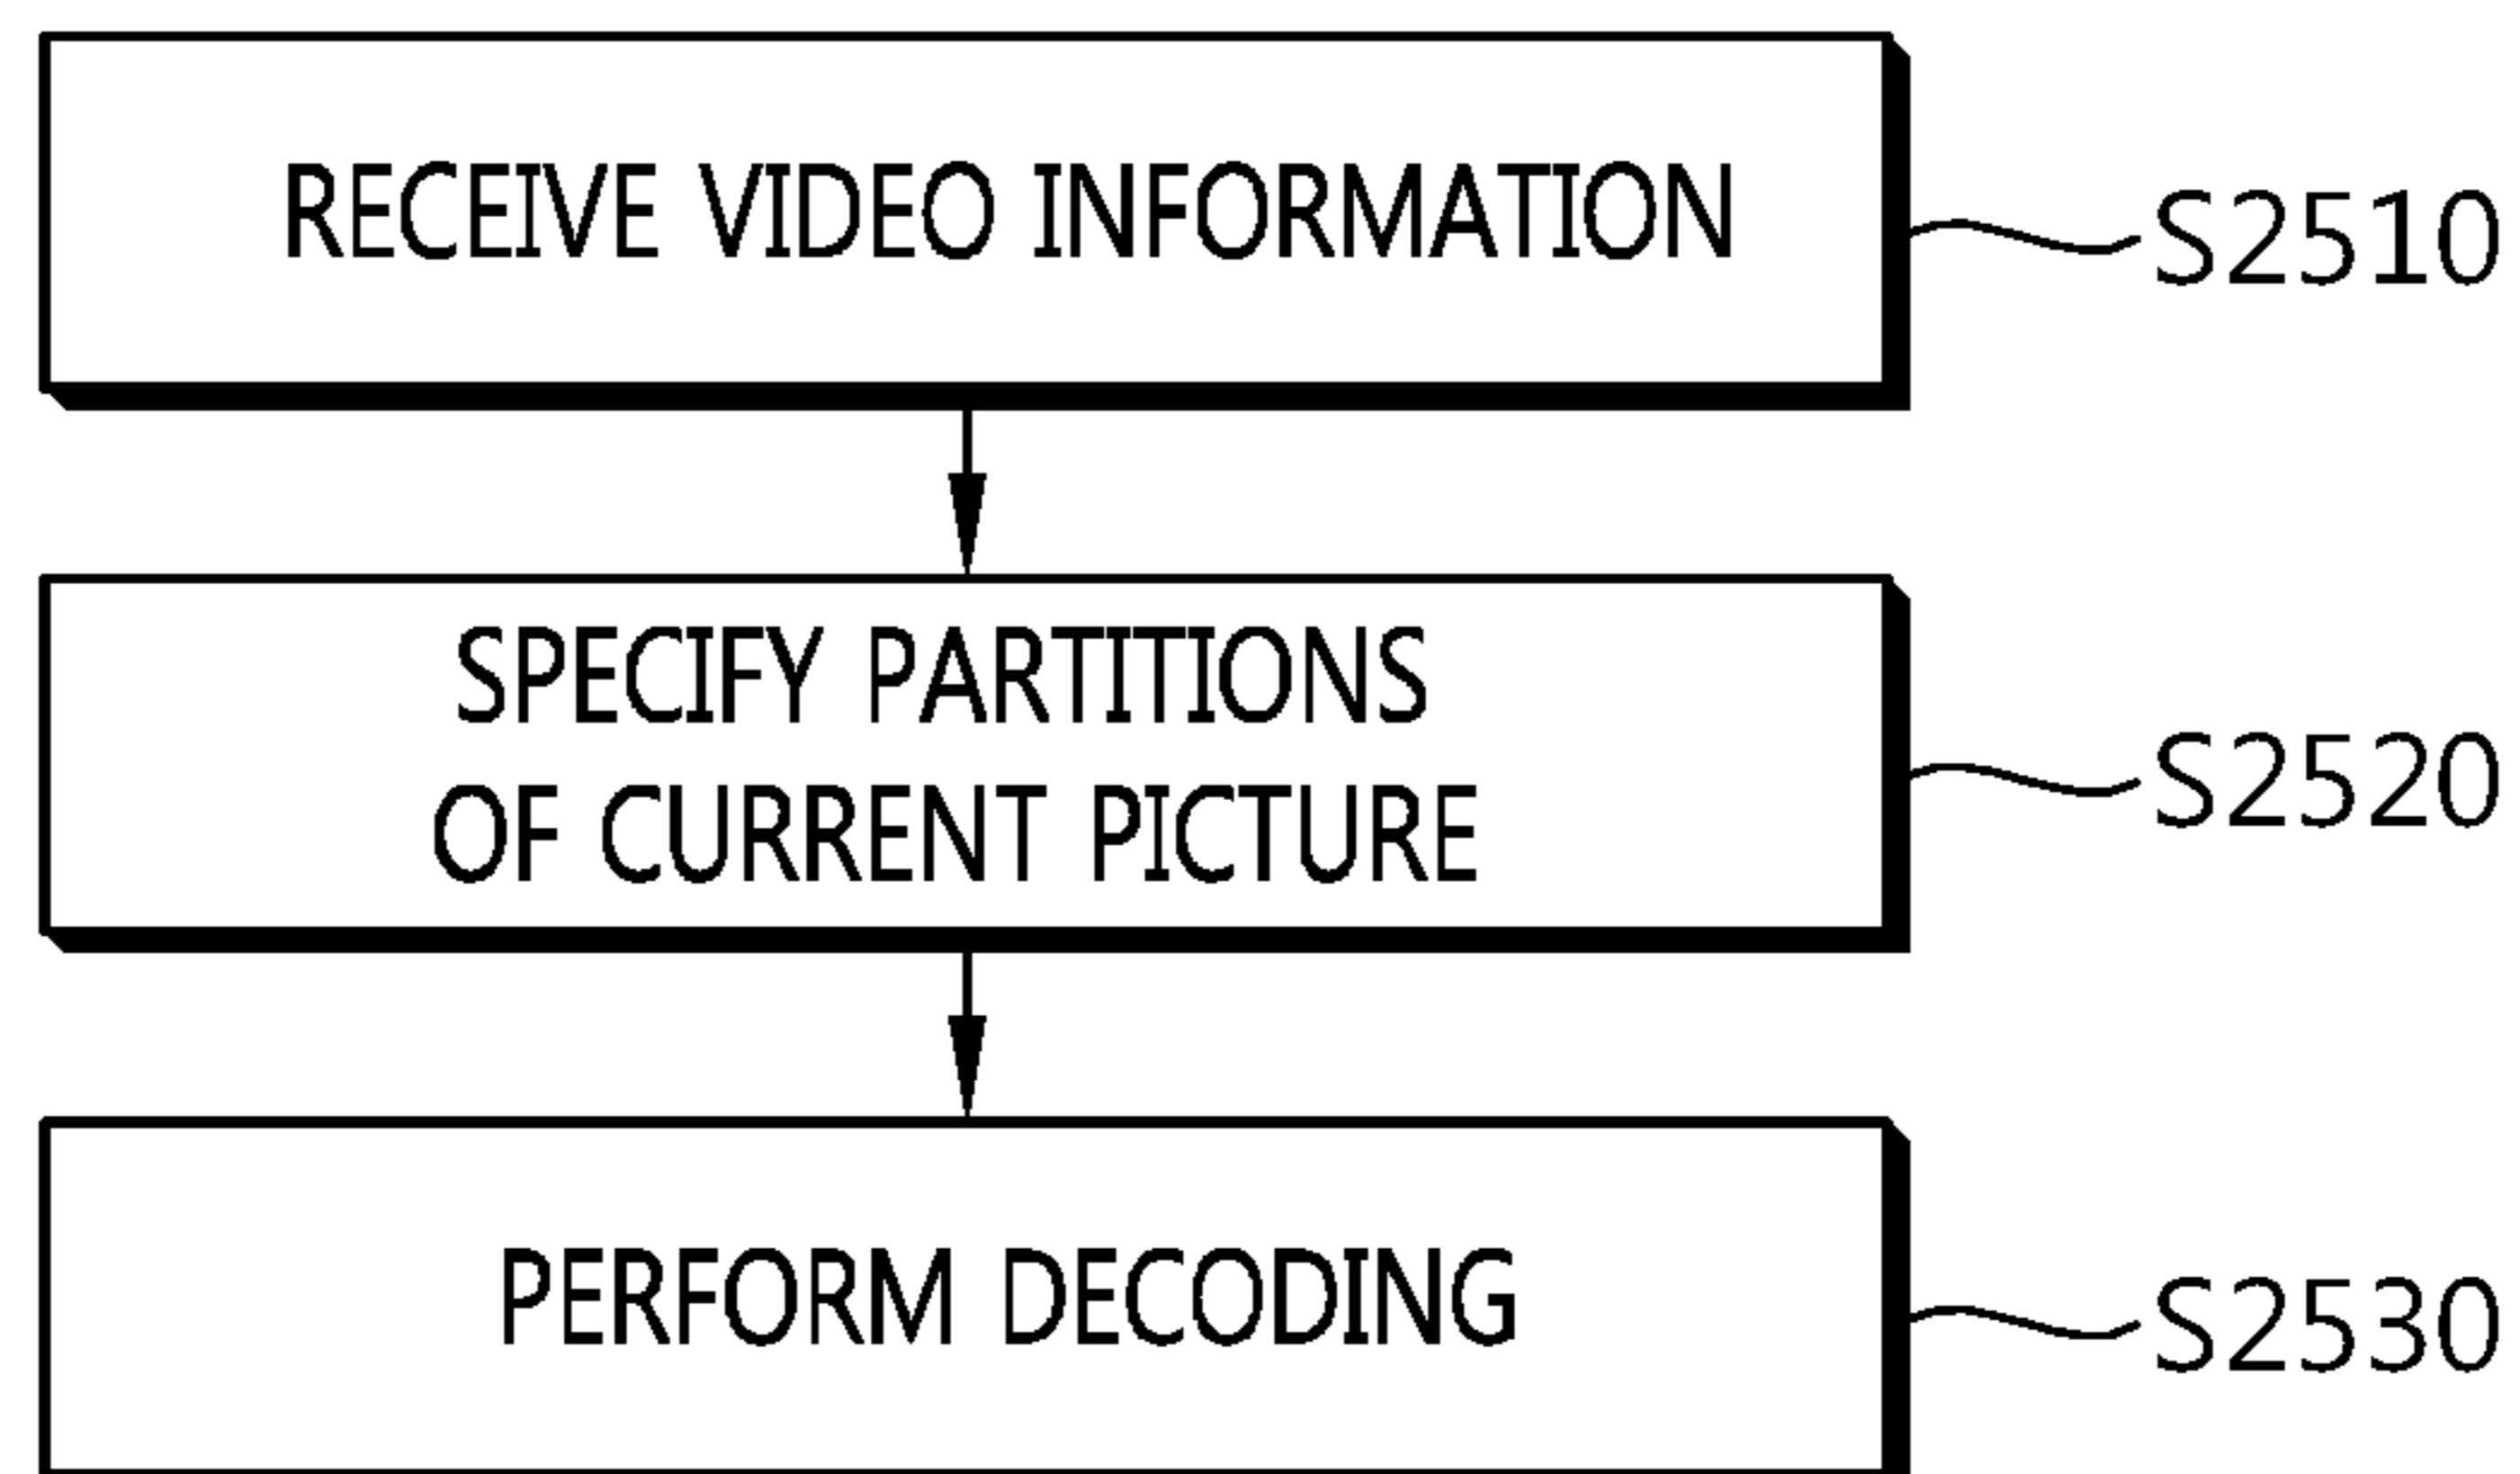 RECEIVE VIDEO INFORMATION
S2510
SPECIFY PARTITIONS
OF CURRENT PICTURE
S2520
PERFORM DECODING
S2530